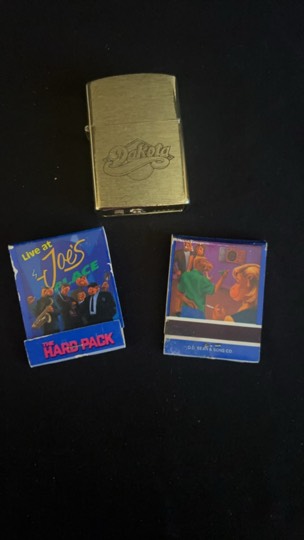 Dakota
Live at
Joe's
PLACE
THE
HARD PACK